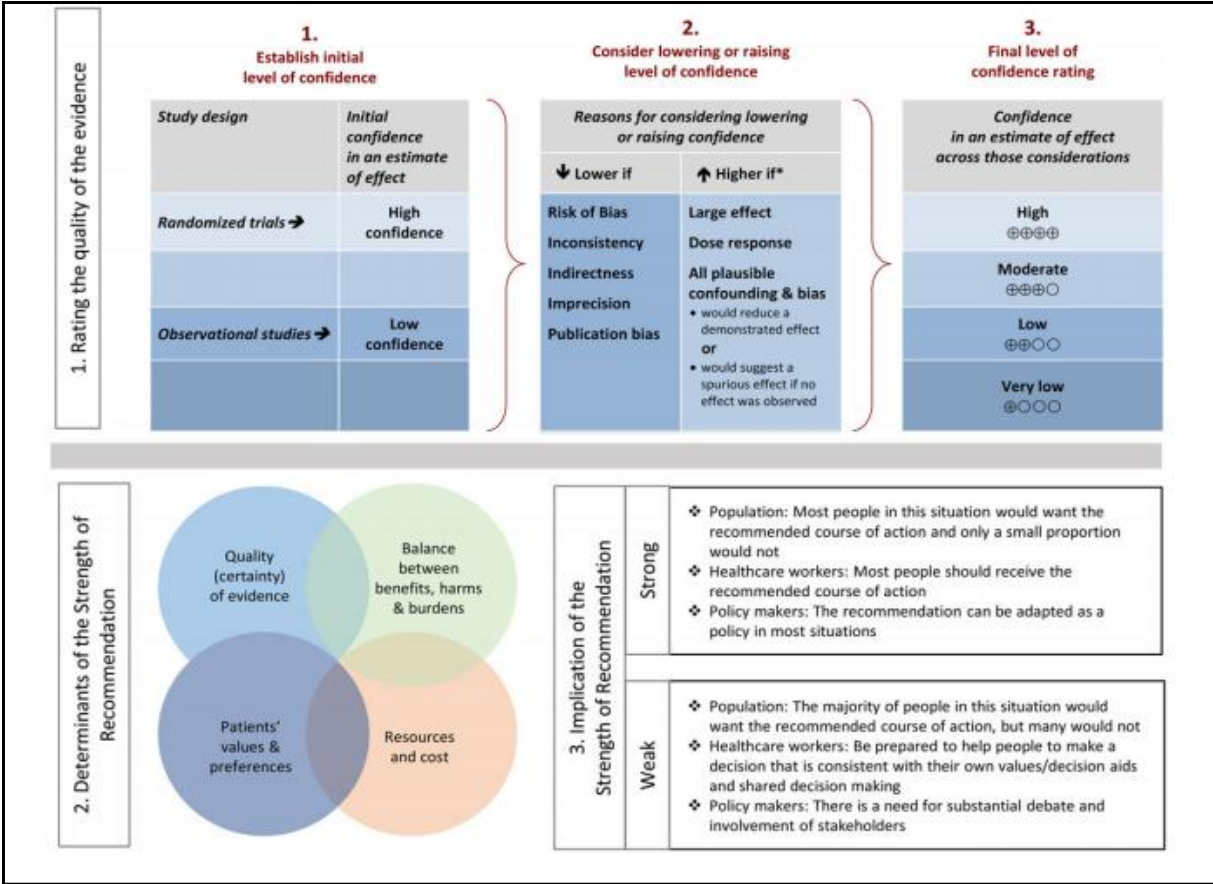 1. Rating the quality of the evidence
1.
Establish initial
level of confidence
Study design
Initial
confidence
in an estimate
of effect
Randomized trials ➔
High
confidence
Observational studies ➔
Low
confidence
2.
Consider lowering or raising
level of confidence
Reasons for considering lowering
or raising confidence
🡇 Lower if
Risk of Bias
Inconsistency
Indirectness
Imprecision
Publication bias
🡅 Higher if*
Large effect
Dose response
All plausible
confounding & bias
• would reduce a
demonstrated effect
or
• would suggest a
spurious effect if no
effect was observed
3.
Final level of
confidence rating
Confidence
in an estimate of effect
across those considerations
High
⊕⊕⊕⊕
Moderate
⊕⊕⊕○
Low
⊕⊕○○
Very low
⊕○○○
2. Determinants of the Strength of
Recommendation
Quality
(certainty)
of evidence
Balance
between
benefits, harms
& burdens
Patients'
values &
preferences
Resources
and cost
3. Implication of the
Strength of Recommendation
Strong
❖ Population: Most people in this situation would want the
recommended course of action and only a small proportion
would not
❖ Healthcare workers: Most people should receive the
recommended course of action
❖ Policy makers: The recommendation can be adapted as a
policy in most situations
Weak
❖ Population: The majority of people in this situation would
want the recommended course of action, but many would not
❖ Healthcare workers: Be prepared to help people to make a
decision that is consistent with their own values/decision aids
and shared decision making
❖ Policy makers: There is a need for substantial debate and
involvement of stakeholders